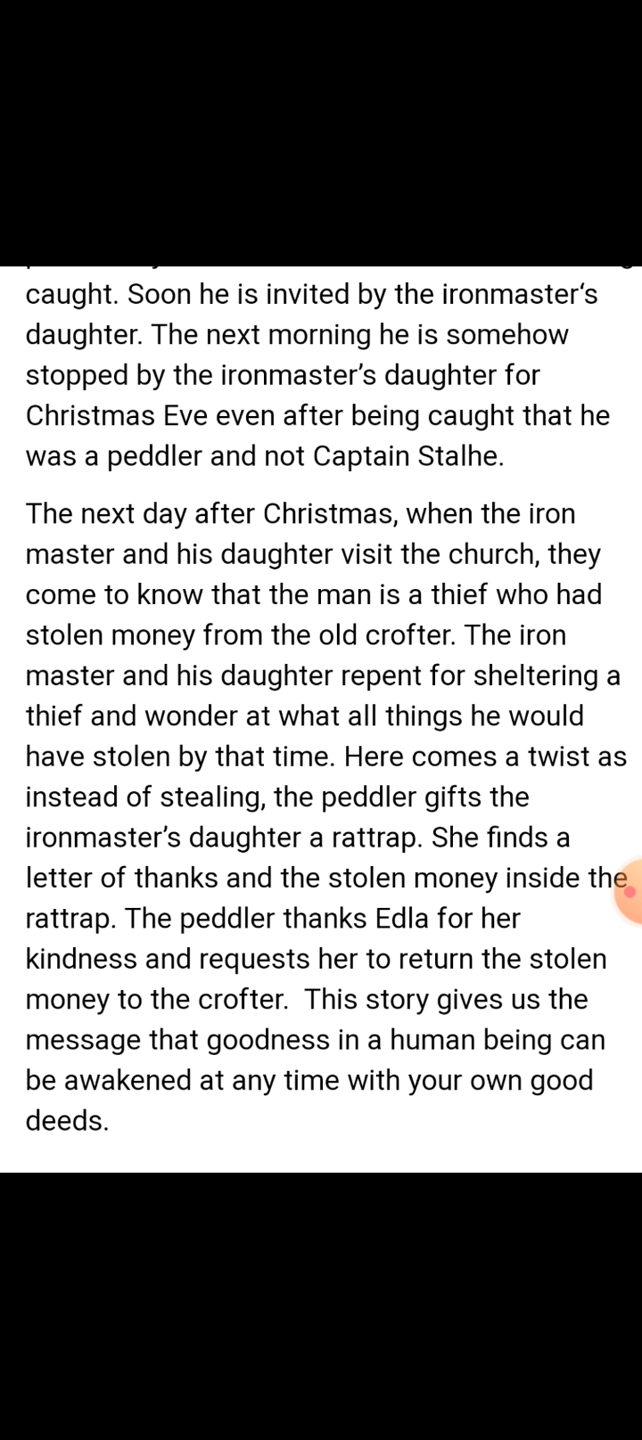 caught. Soon he is invited by the ironmaster‘s
daughter. The next morning he is somehow
stopped by the ironmaster’s daughter for
Christmas Eve even after being caught that he
was a peddler and not Captain Stalhe.
The next day after Christmas, when the iron
master and his daughter visit the church, they
come to know that the man is a thief who had
stolen money from the old crofter. The iron
master and his daughter repent for sheltering a
thief and wonder at what all things he would
have stolen by that time. Here comes a twist as
instead of stealing, the peddler gifts the
ironmaster’s daughter a rattrap. She finds a
letter of thanks and the stolen money inside the
rattrap. The peddler thanks Edla for her
kindness and requests her to return the stolen
money to the crofter.  This story gives us the
message that goodness in a human being can
be awakened at any time with your own good
deeds.